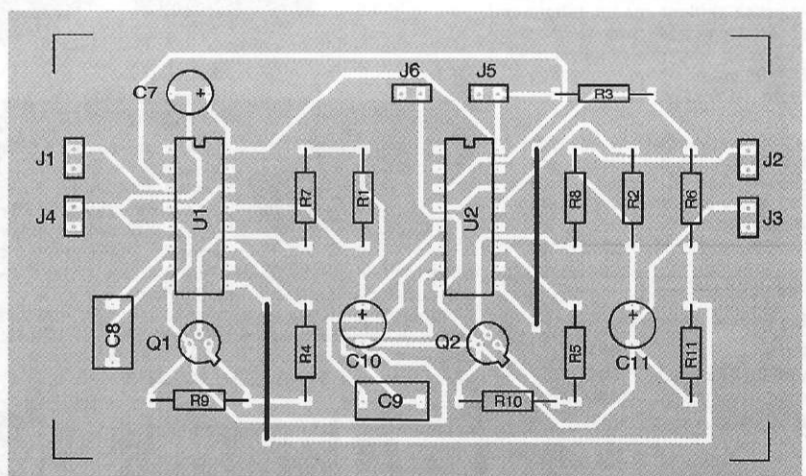 J6
J5
C7
R3
J1
J2
J4
U1
R7
R1
U2
R8
R2
R6
J3
C8
Q1
R4
C10
Q2
R5
C11
R11
R9
C9
R10
+
+
+